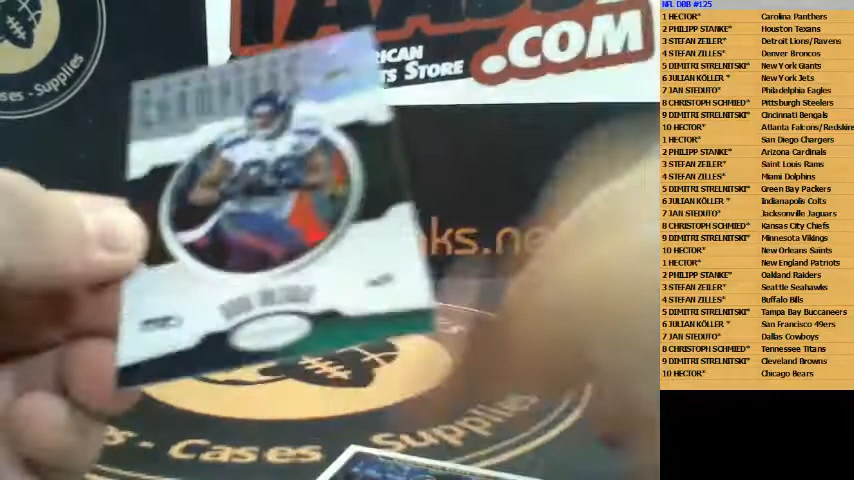 NFL DBB #125
1 HECTOR* Carolina Panthers
2 PHILIPP STANKE* Houston Texans
3 STEFAN ZEILER* Detroit Lions/Ravens
4 STEFAN ZILLES* Denver Broncos
5 DIMITRI STRELNITSKI* New York Giants
6 JULIAN KÖLLER * New York Jets
7 JAN STEDUTO* Philadelphia Eagles
8 CHRISTOPH SCHMIED* Pittsburgh Steelers
9 DIMITRI STRELNITSKI* Cincinnati Bengals
10 HECTOR* Atlanta Falcons/Redskins
1 HECTOR* San Diego Chargers
2 PHILIPP STANKE* Arizona Cardinals
3 STEFAN ZEILER* Saint Louis Rams
4 STEFAN ZILLES* Miami Dolphins
5 DIMITRI STRELNITSKI* Green Bay Packers
6 JULIAN KÖLLER * Indianapolis Colts
7 JAN STEDUTO* Jacksonville Jaguars
8 CHRISTOPH SCHMIED* Kansas City Chiefs
9 DIMITRI STRELNITSKI* Minnesota Vikings
10 HECTOR* New Orleans Saints
1 HECTOR* New England Patriots
2 PHILIPP STANKE* Oakland Raiders
3 STEFAN ZEILER* Seattle Seahawks
4 STEFAN ZILLES* Buffalo Bills
5 DIMITRI STRELNITSKI* Tampa Bay Buccaneers
6 JULIAN KÖLLER * San Francisco 49ers
7 JAN STEDUTO* Dallas Cowboys
8 CHRISTOPH SCHMIED* Tennessee Titans
9 DIMITRI STRELNITSKI* Cleveland Browns
10 HECTOR* Chicago Bears
.COM
RICAN
TS STORE
ses - Supplies
ks.ne
s - Cases - Supplies